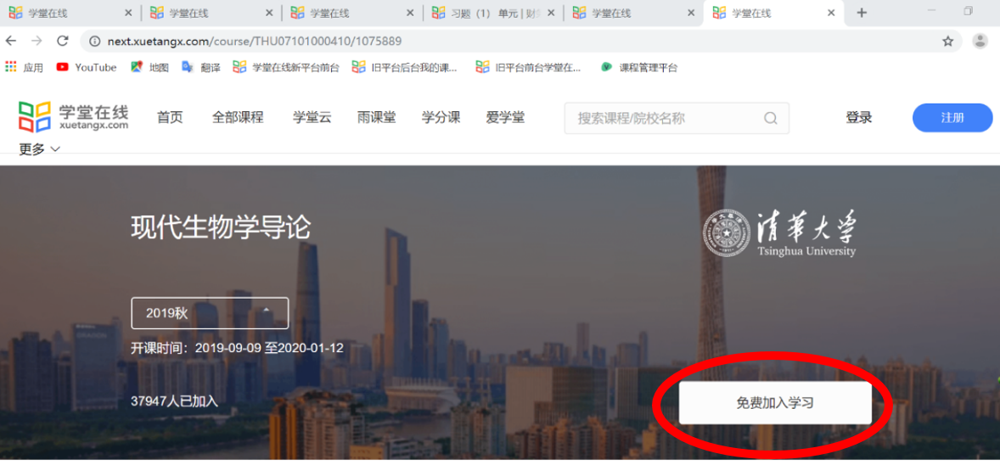 学堂在线
学堂在线
学堂在线
习题（1） 单元 | 财
学堂在线
学堂在线
next.xuetangx.com/course/THU07101000410/1075889
应用 YouTube 地图 翻译 学堂在线新平台前台 旧平台后台我的课... 旧平台前台学堂在... 课程管理平台
学堂在线 xuetangx.com
首页 全部课程 学堂云 雨课堂 学分课 爱学堂 搜索课程/院校名称 登录 注册
更多
现代生物学导论
清華大学
Tsinghua University
2019秋
开课时间：2019-09-09 至2020-01-12
37947人已加入
免费加入学习